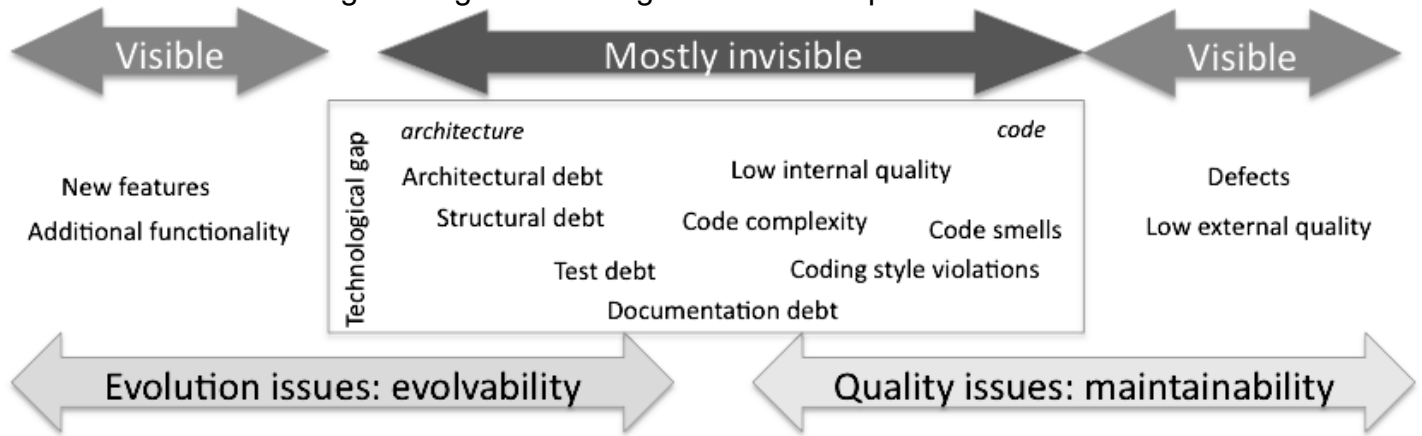 Visible
Mostly invisible
Visible
Technological gap
architecture
code
New features
Additional functionality
Architectural debt
Low internal quality
Structural debt
Code complexity
Code smells
Test debt
Coding style violations
Documentation debt
Defects
Low external quality
Evolution issues: evolvability
Quality issues: maintainability